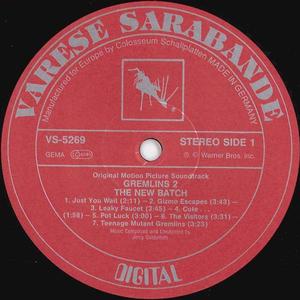 VARESE SARABANDE
Manufactured for Europe by Colosseum Schallplatten MADE IN GERMANY
VS-5269
STEREO SIDE 1
GEMA
℗ © Warner Bros. Inc.
Original Motion Picture Soundtrack
GREMLINS 2
THE NEW BATCH
1. Just You Wait (2:11) – 2. Gizmo Escapes (2:13) –
3. Leaky Faucet (2:45) – 4. Cute . . .
(1:58) – 5. Pot Luck (3:00) – 6. The Visitors (3:31) –
7. Teenage Mutant Gremlins (3:23)
Music Composed and Conducted by
Jerry Goldsmith
DIGITAL